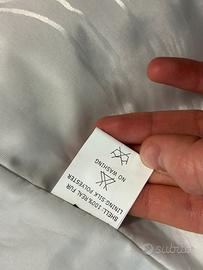 SHELL: 100% REAL FUR
LINING: SILK POLYESTER
NO WASHING
subito